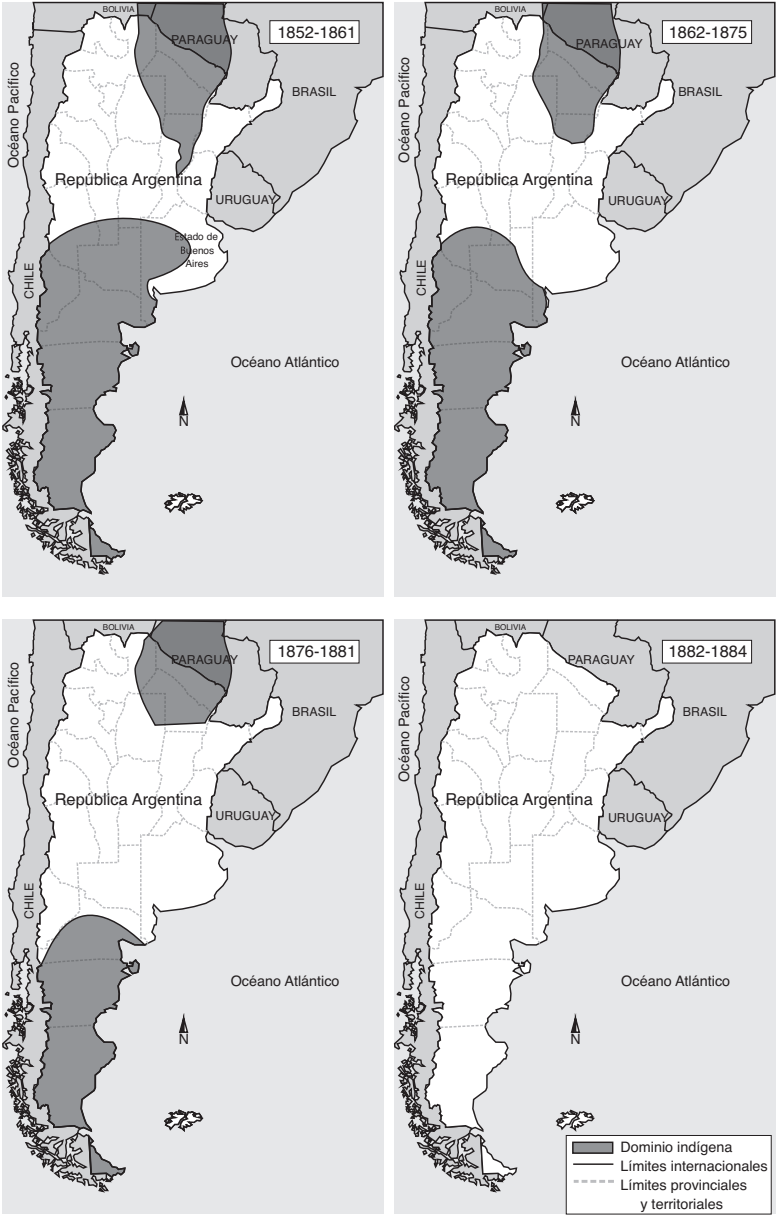 BOLIVIA
1852-1861
PARAGUAY
Océano Pacífico
BRASIL
República Argentina
URUGUAY
Estado de
Buenos
Aires
CHILE
Océano Atlántico
N
BOLIVIA
1862-1875
PARAGUAY
Océano Pacífico
BRASIL
República Argentina
URUGUAY
CHILE
Océano Atlántico
N
BOLIVIA
1876-1881
PARAGUAY
Océano Pacífico
BRASIL
República Argentina
URUGUAY
CHILE
Océano Atlántico
N
BOLIVIA
1882-1884
PARAGUAY
Océano Pacífico
BRASIL
República Argentina
URUGUAY
CHILE
Océano Atlántico
N
Dominio indígena
Límites internacionales
Límites provinciales
y territoriales